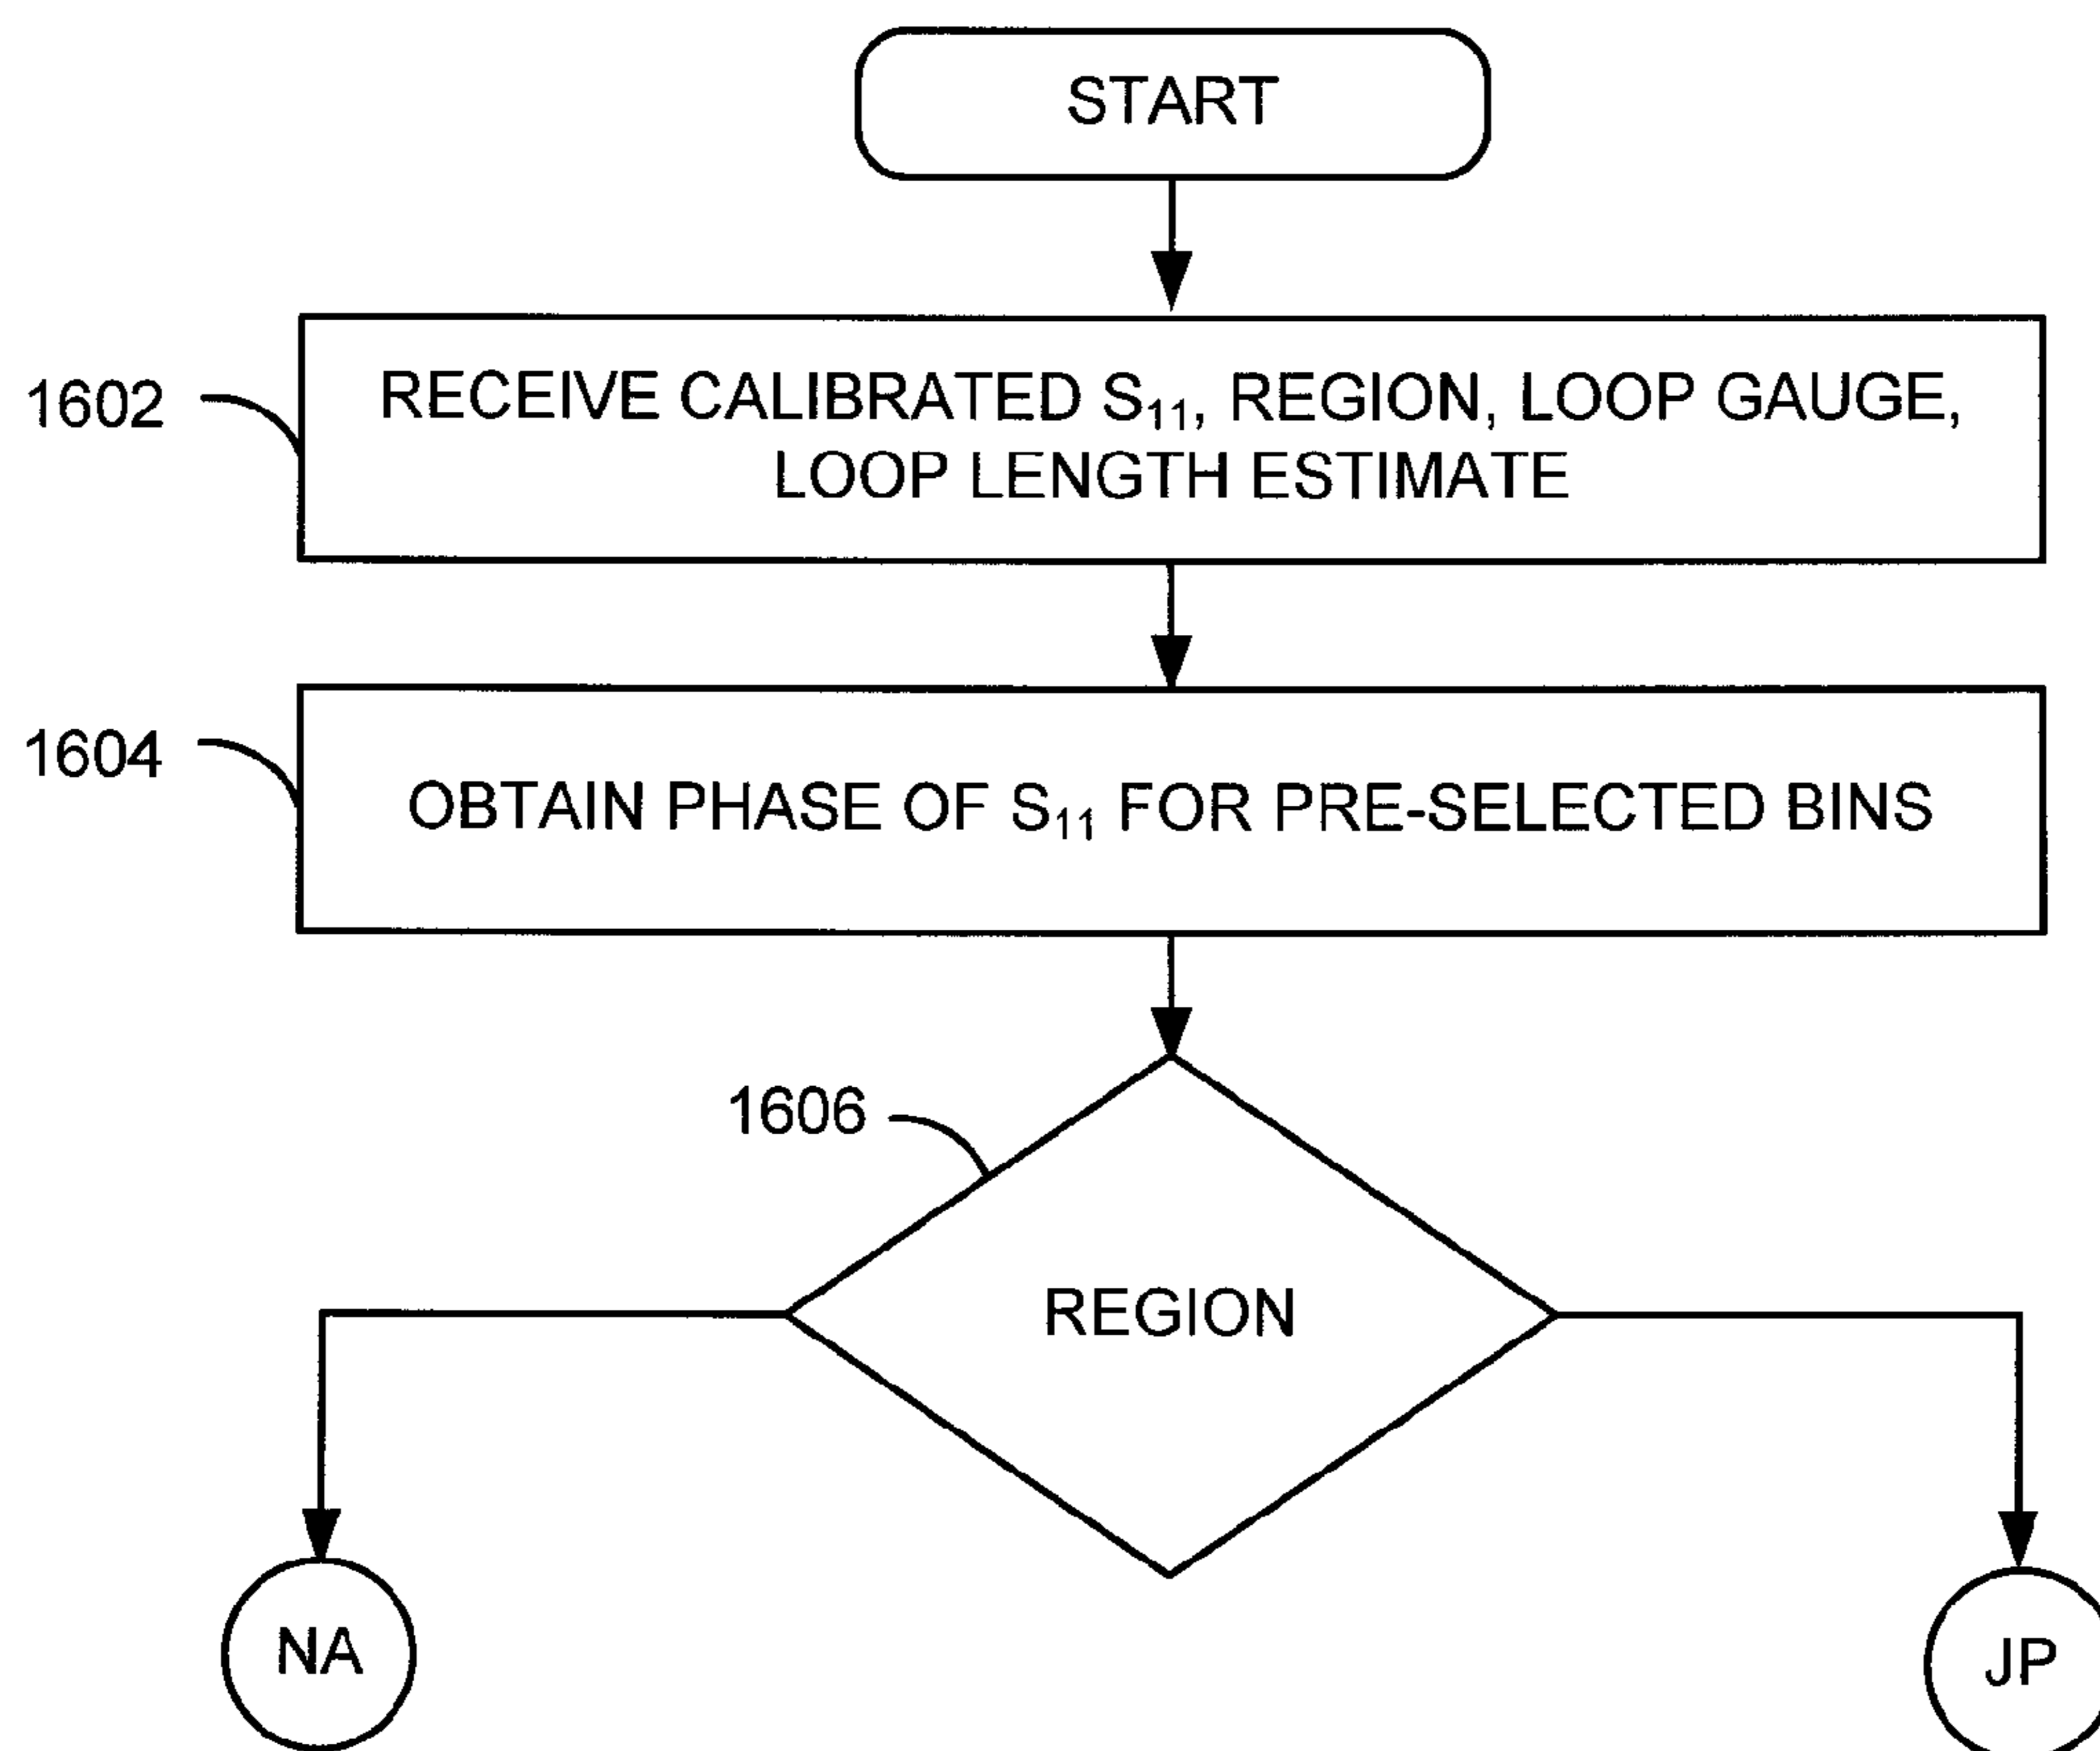 START
1602
RECEIVE CALIBRATED S₁₁, REGION, LOOP GAUGE,
LOOP LENGTH ESTIMATE
1604
OBTAIN PHASE OF S₁₁ FOR PRE-SELECTED BINS
1606
REGION
NA
JP